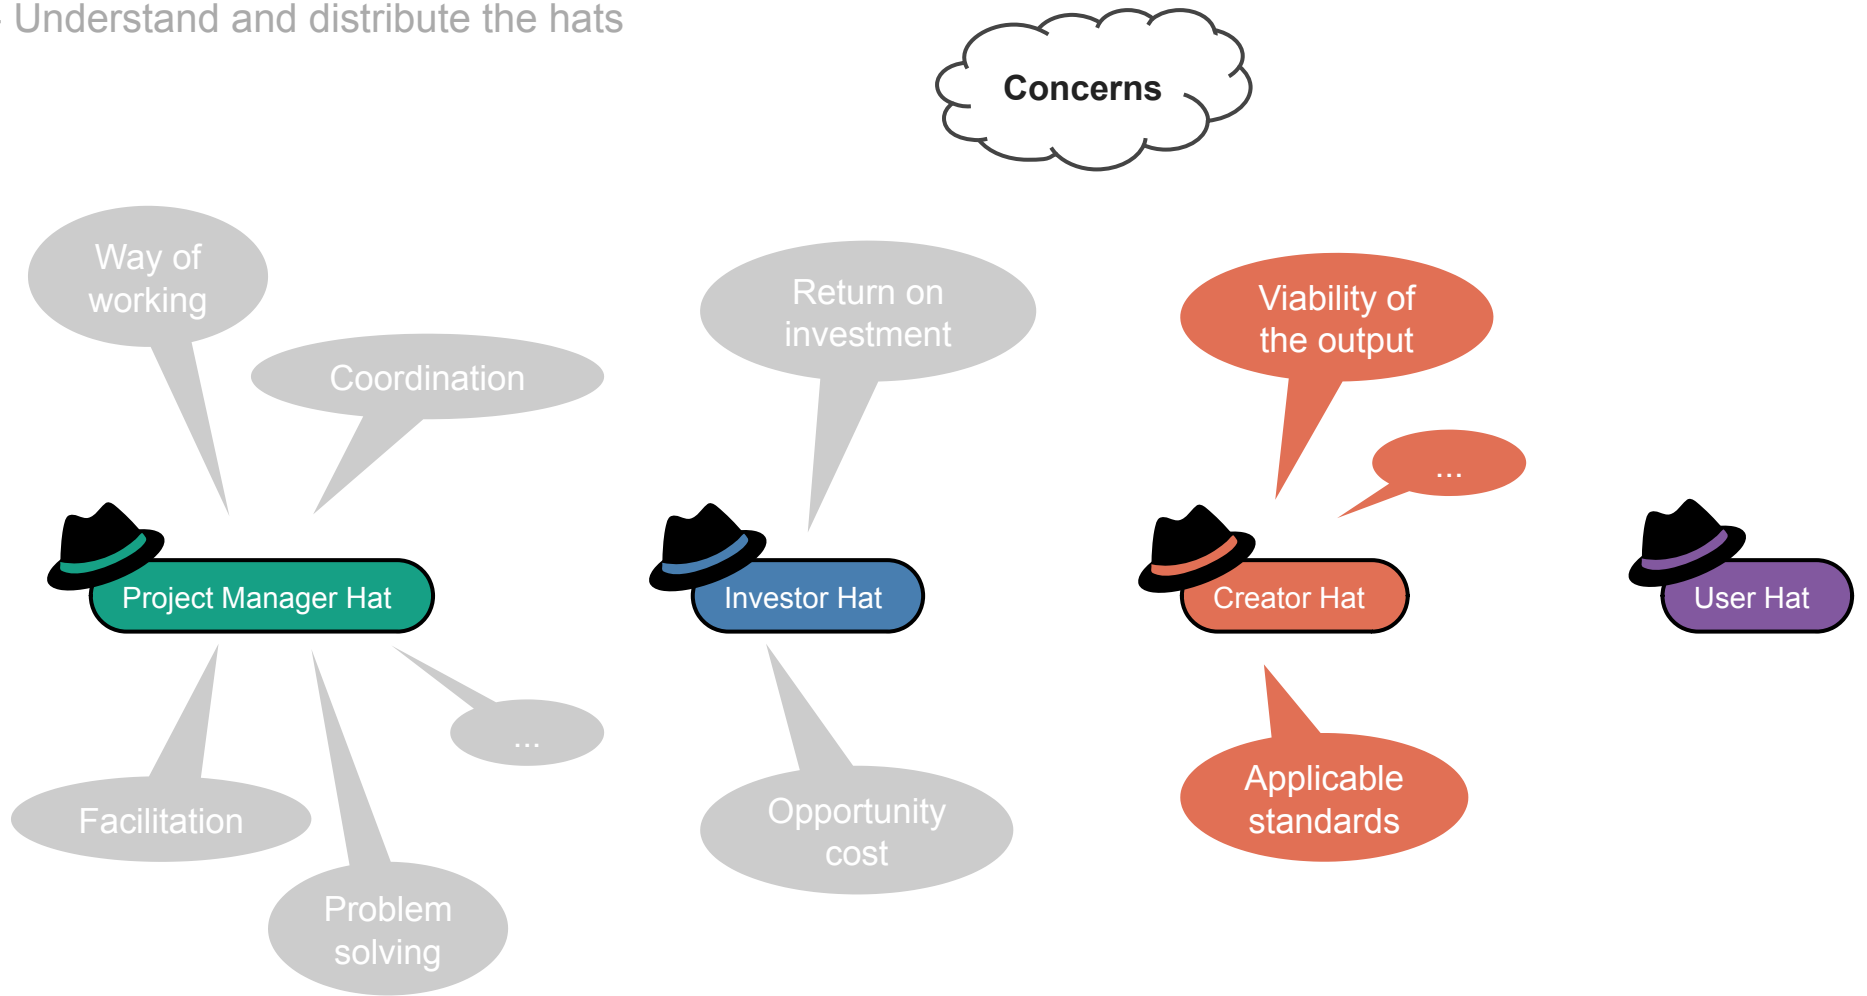 - Understand and distribute the hats
Concerns
Way of
working
Coordination
Return on
investment
Viability of
the output
...
Project Manager Hat
Investor Hat
Creator Hat
User Hat
...
Facilitation
Problem
solving
Opportunity
cost
Applicable
standards